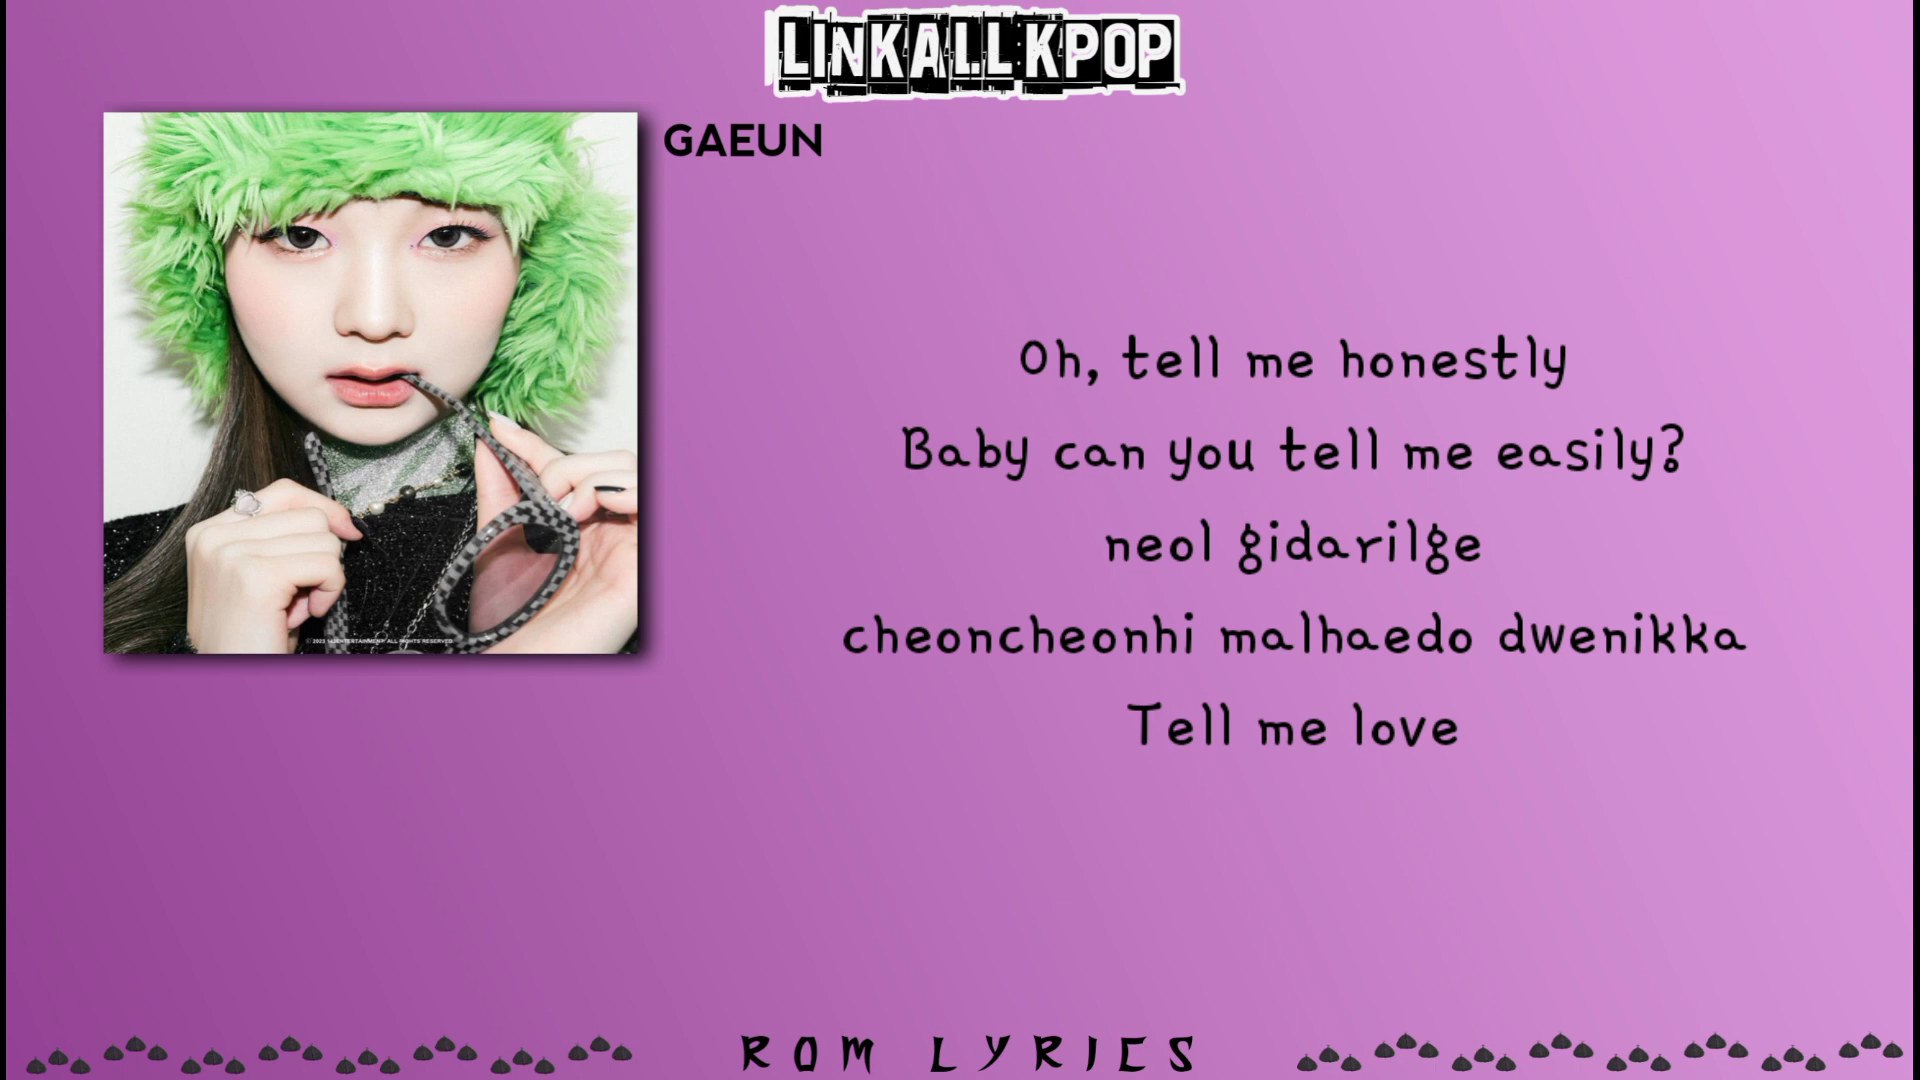 LINKALLKPOP
GAEUN
Oh, tell me honestly
Baby can you tell me easily?
neol gidarilge
cheoncheonhi malhaedo dwenikka
Tell me love
ROM LYRICS